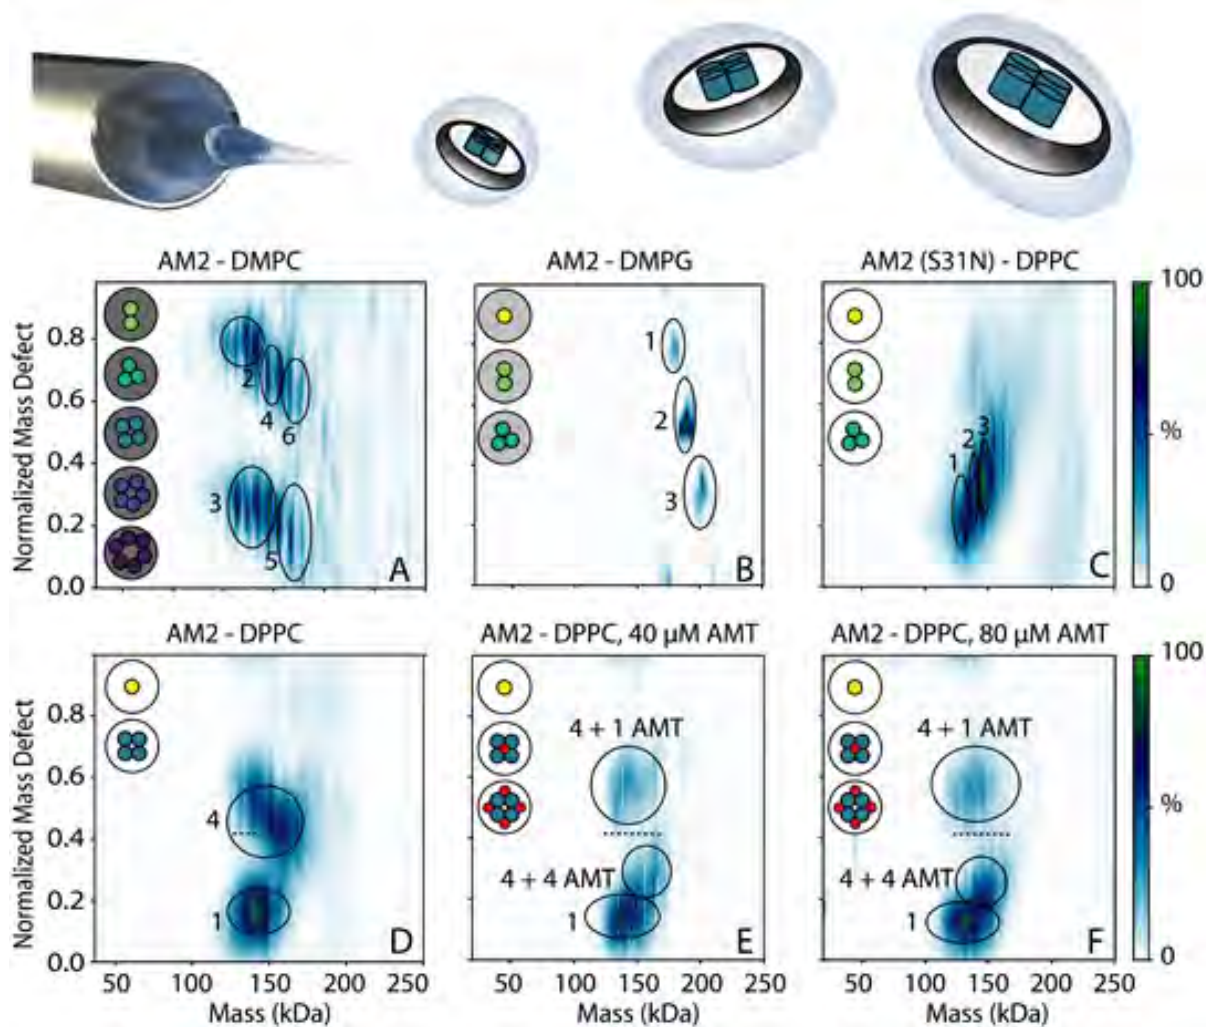 AM2 - DMPC
AM2 - DMPG
AM2 (S31N) - DPPC
Normalized Mass Defect
0.8
0.6
0.4
0.2
0.0
2
4
6
3
5
A
1
2
3
B
1
2
3
C
100
%
0
AM2 - DPPC
AM2 - DPPC, 40 μM AMT
AM2 - DPPC, 80 μM AMT
Normalized Mass Defect
0.8
0.6
0.4
0.2
0.0
4
1
D
4 + 1 AMT
4 + 4 AMT
1
E
4 + 1 AMT
4 + 4 AMT
1
F
100
%
0
50 100 150 200
50 100 150 200 250
50 100 150 200 250
Mass (kDa)
Mass (kDa)
Mass (kDa)